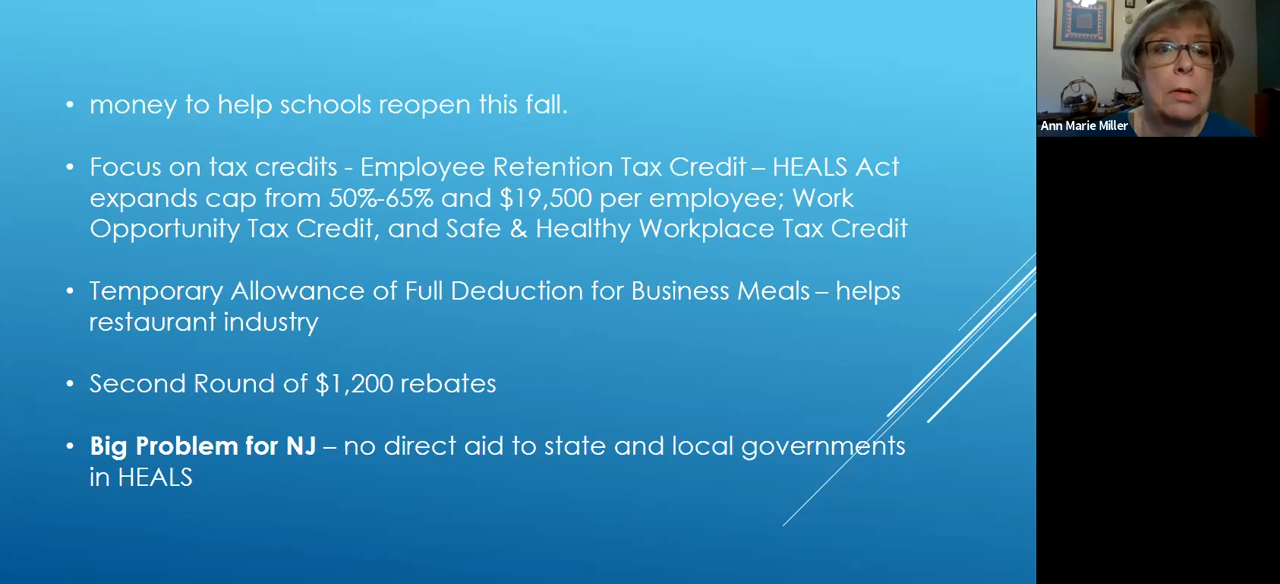 • money to help schools reopen this fall.
• Focus on tax credits - Employee Retention Tax Credit – HEALS Act
expands cap from 50%-65% and $19,500 per employee; Work
Opportunity Tax Credit, and Safe & Healthy Workplace Tax Credit
• Temporary Allowance of Full Deduction for Business Meals – helps
restaurant industry
• Second Round of $1,200 rebates
• Big Problem for NJ – no direct aid to state and local governments
in HEALS
Ann Marie Miller